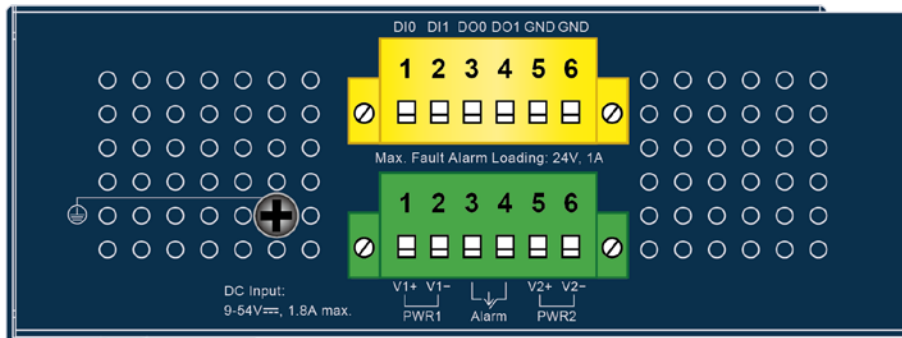 DI0 DI1 DO0 DO1 GND GND
1 2 3 4 5 6
Max. Fault Alarm Loading: 24V, 1A
1 2 3 4 5 6
V1+ V1− V2+ V2−
PWR1 Alarm PWR2
DC Input:
9-54V⎓, 1.8A max.